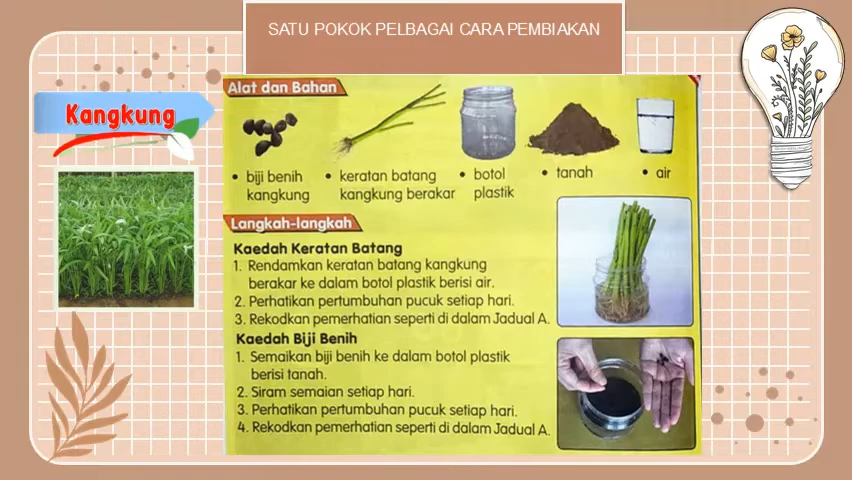 SATU POKOK PELBAGAI CARA PEMBIAKAN
Kangkung
Alat dan Bahan
• biji benih kangkung
• keratan batang kangkung berakar
• botol plastik
• tanah
• air
Langkah-langkah
Kaedah Keratan Batang
1. Rendamkan keratan batang kangkung
berakar ke dalam botol plastik berisi air.
2. Perhatikan pertumbuhan pucuk setiap hari.
3. Rekodkan pemerhatian seperti di dalam Jadual A.
Kaedah Biji Benih
1. Semaikan biji benih ke dalam botol plastik
berisi tanah.
2. Siram semaian setiap hari.
3. Perhatikan pertumbuhan pucuk setiap hari.
4. Rekodkan pemerhatian seperti di dalam Jadual A.